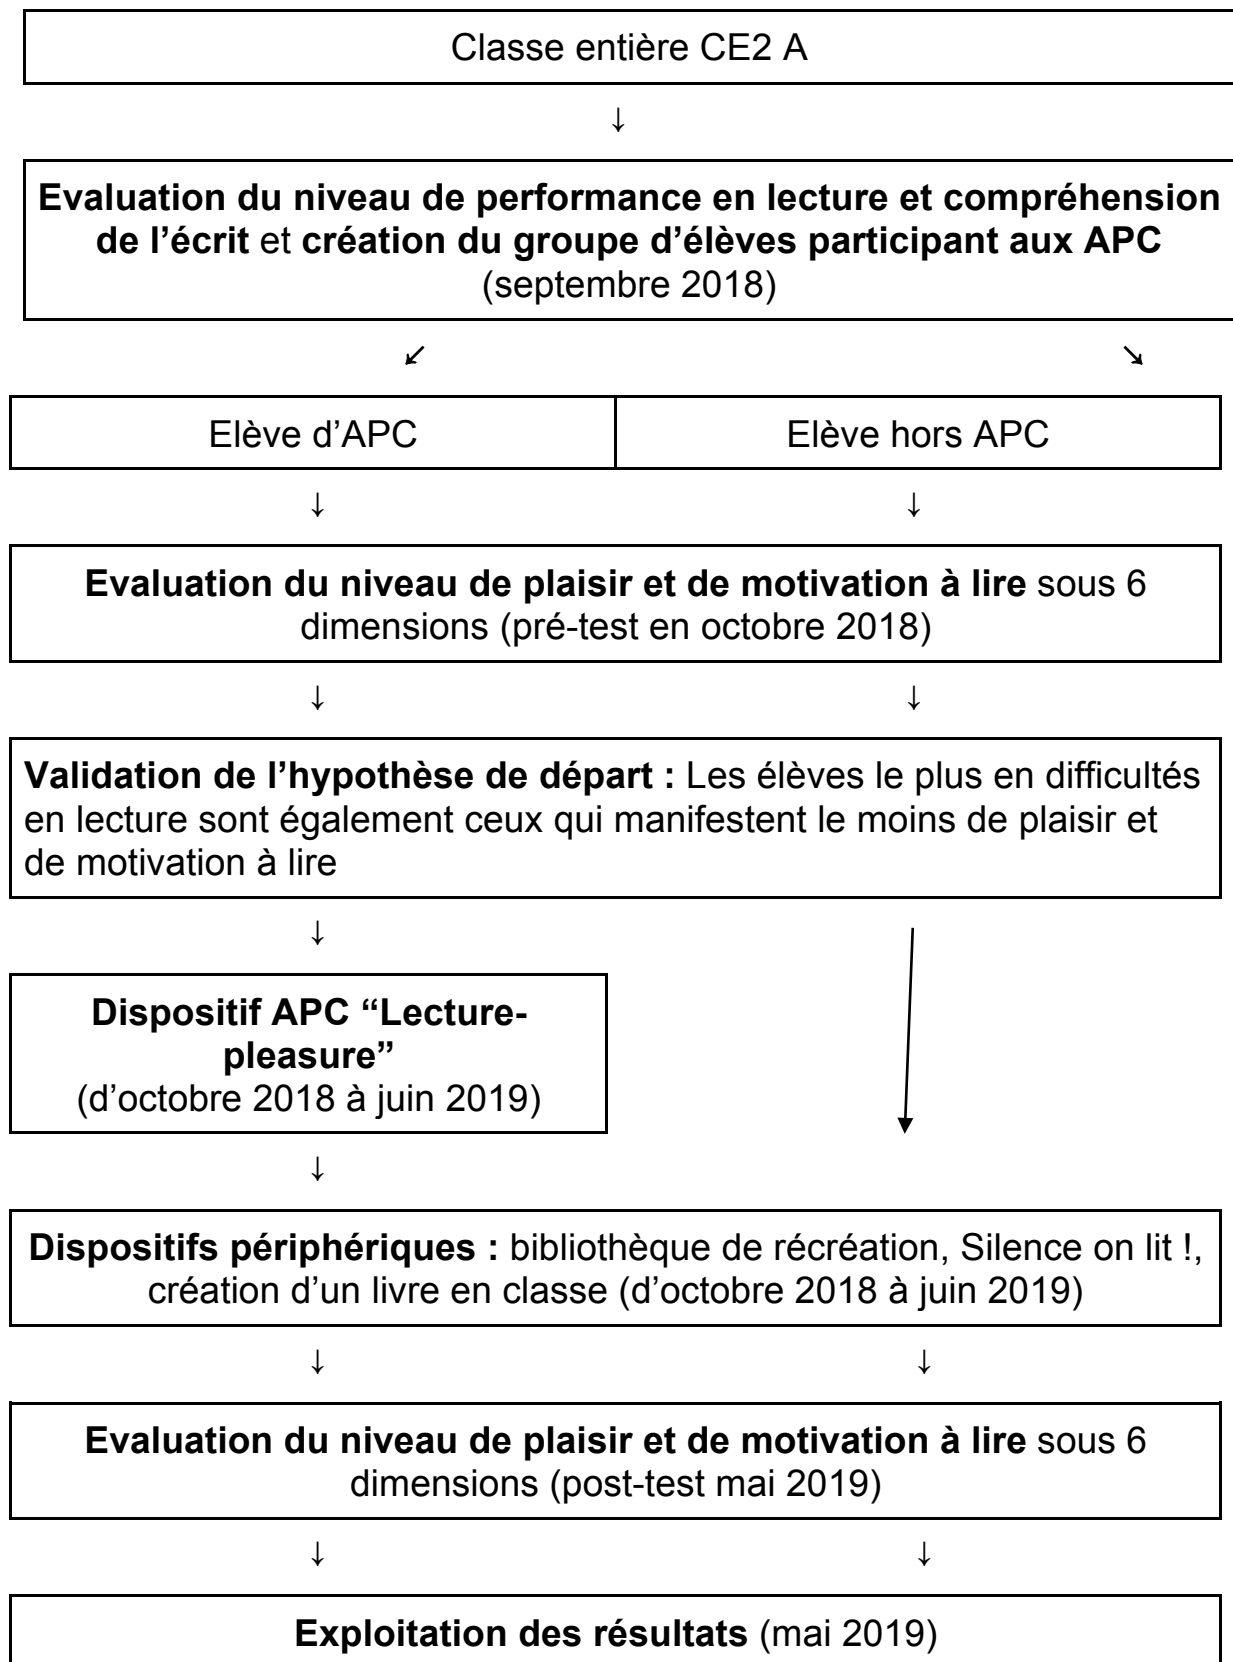 Classe entière CE2 A
↓
Evaluation du niveau de performance en lecture et compréhension
de l’écrit et création du groupe d’élèves participant aux APC
(septembre 2018)
↙ ↘
Elève d’APC Elève hors APC
↓ ↓
Evaluation du niveau de plaisir et de motivation à lire sous 6
dimensions (pré-test en octobre 2018)
↓ ↓
Validation de l’hypothèse de départ : Les élèves le plus en difficultés
en lecture sont également ceux qui manifestent le moins de plaisir et
de motivation à lire
↓
Dispositif APC “Lecture-
pleasure”
(d’octobre 2018 à juin 2019)
↓
Dispositifs périphériques : bibliothèque de récréation, Silence on lit !,
création d’un livre en classe (d’octobre 2018 à juin 2019)
↓ ↓
Evaluation du niveau de plaisir et de motivation à lire sous 6
dimensions (post-test mai 2019)
↓ ↓
Exploitation des résultats (mai 2019)